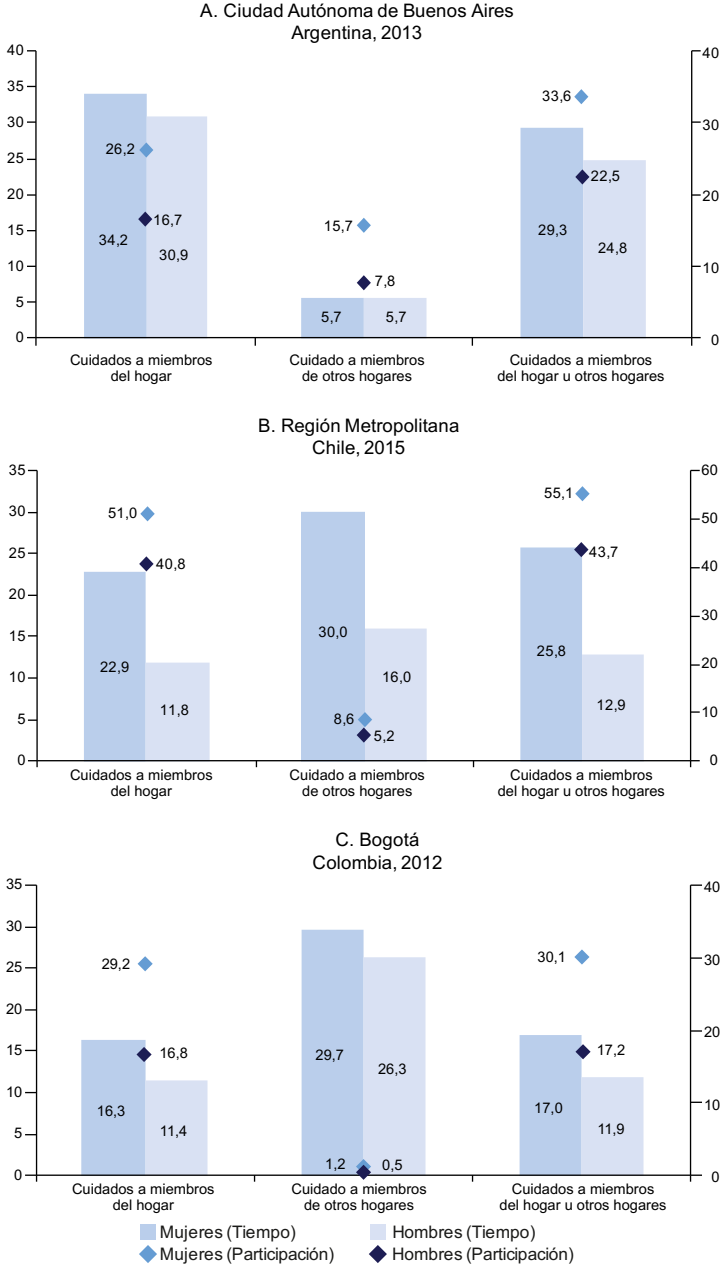 A. Ciudad Autónoma de Buenos Aires
Argentina, 2013
40 40
35
30 30
25
20 20
15
10 10
5
0 0
26,2
16,7
34,2
30,9
15,7
7,8
5,7 5,7
33,6
22,5
29,3
24,8
Cuidados a miembros
del hogar
Cuidado a miembros
de otros hogares
Cuidados a miembros
del hogar u otros hogares
B. Región Metropolitana
Chile, 2015
35 60
30 50
25 40
20
15 30
10 20
5 10
0 0
51,0
40,8
22,9
11,8
30,0
16,0
8,6
5,2
55,1
43,7
25,8
12,9
Cuidados a miembros
del hogar
Cuidado a miembros
de otros hogares
Cuidados a miembros
del hogar u otros hogares
C. Bogotá
Colombia, 2012
35 40
30 30
25
20 20
15
10 10
5
0 0
29,2
16,8
16,3
11,4
29,7
26,3
1,2 0,5
30,1
17,2
17,0
11,9
Cuidados a miembros
del hogar
Cuidado a miembros
de otros hogares
Cuidados a miembros
del hogar u otros hogares
Mujeres (Tiempo) Hombres (Tiempo)
Mujeres (Participación) Hombres (Participación)